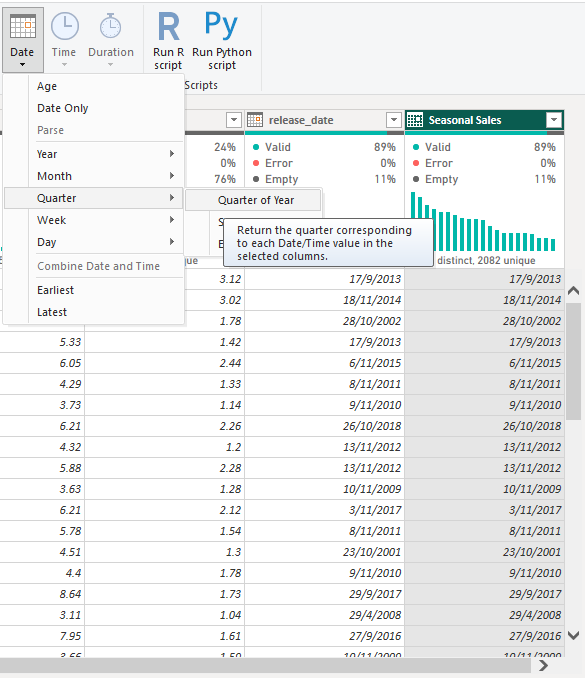 Date
Time
Duration
R
Run R
script
Py
Run Python
script
Scripts
Age
Date Only
Parse
Year
Month
Quarter
Week
Day
Combine Date and Time
Earliest
Latest
Quarter of Year
Return the quarter corresponding
to each Date/Time value in the
selected columns.
release_date Seasonal Sales
24% Valid 89% Valid 89%
0% Error 0% Error 0%
76% Empty 11% Empty 11%
distinct, 2082 unique
3.12 17/9/2013 17/9/2013
3.02 18/11/2014 18/11/2014
1.78 28/10/2002 28/10/2002
5.33 1.42 17/9/2013 17/9/2013
6.05 2.44 6/11/2015 6/11/2015
4.29 1.33 8/11/2011 8/11/2011
3.73 1.14 9/11/2010 9/11/2010
6.21 2.26 26/10/2018 26/10/2018
4.32 1.2 13/11/2012 13/11/2012
5.88 2.28 13/11/2012 13/11/2012
3.63 1.28 10/11/2009 10/11/2009
6.21 2.12 3/11/2017 3/11/2017
5.78 1.54 8/11/2011 8/11/2011
4.51 1.3 23/10/2001 23/10/2001
4.4 1.78 9/11/2010 9/11/2010
8.64 1.73 29/9/2017 29/9/2017
3.11 1.04 29/4/2008 29/4/2008
7.95 1.61 27/9/2016 27/9/2016